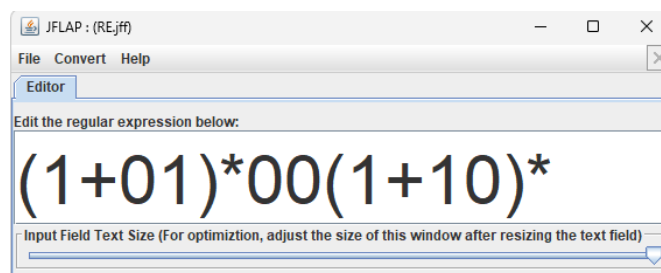 JFLAP : (RE.jff)
File Convert Help
Editor
Edit the regular expression below:
(1+01)*00(1+10)*
Input Field Text Size (For optimiztion, adjust the size of this window after resizing the text field)